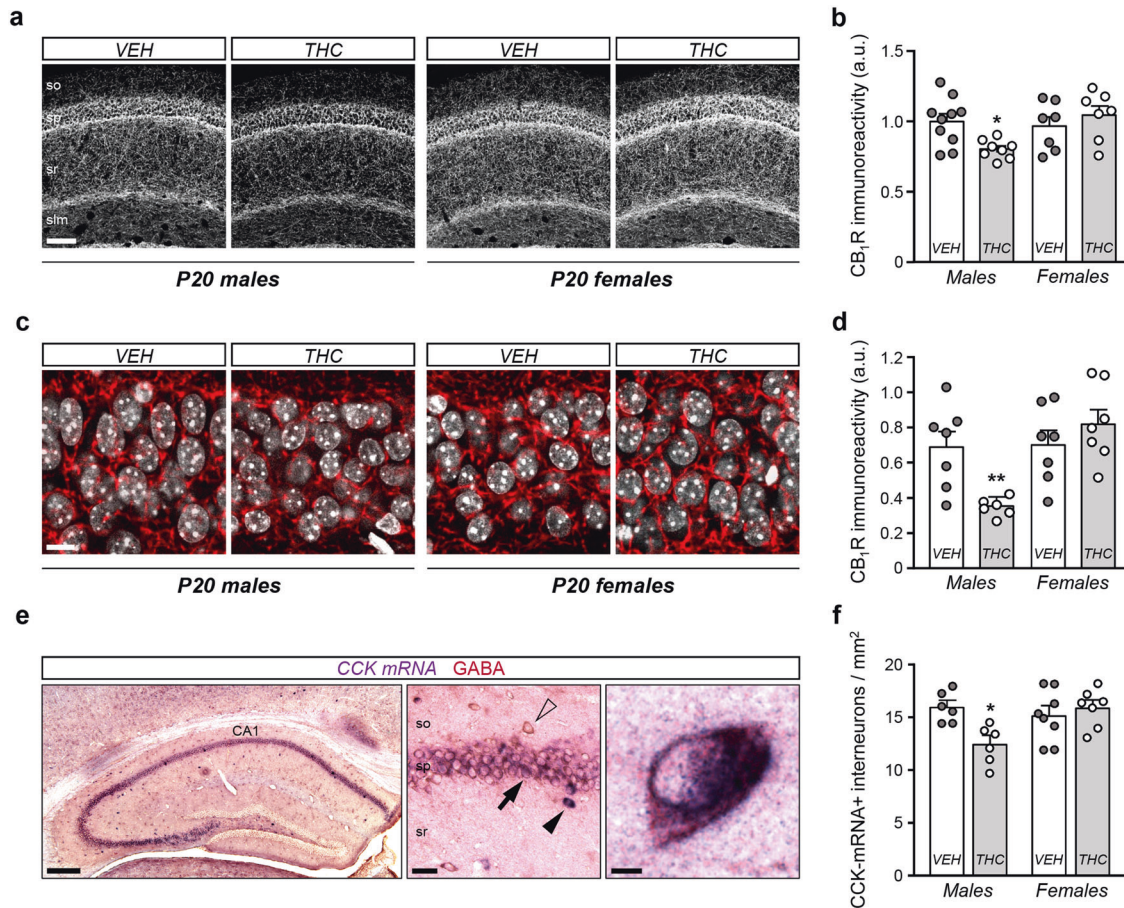 a
VEH THC VEH THC
so
sp
sr
slm
P20 males P20 females
b
CB₁R immunoreactivity (a.u.)
1.5
1.0
0.5
0
*
VEH THC VEH THC
Males Females
c
VEH THC VEH THC
P20 males P20 females
d
CB₁R immunoreactivity (a.u.)
1.2
1.0
0.8
0.6
0.4
0.2
0
**
VEH THC VEH THC
Males Females
e
CCK mRNA GABA
CA1
so
sp
sr
f
CCK-mRNA+ interneurons / mm²
20
15
10
5
0
*
VEH THC VEH THC
Males Females